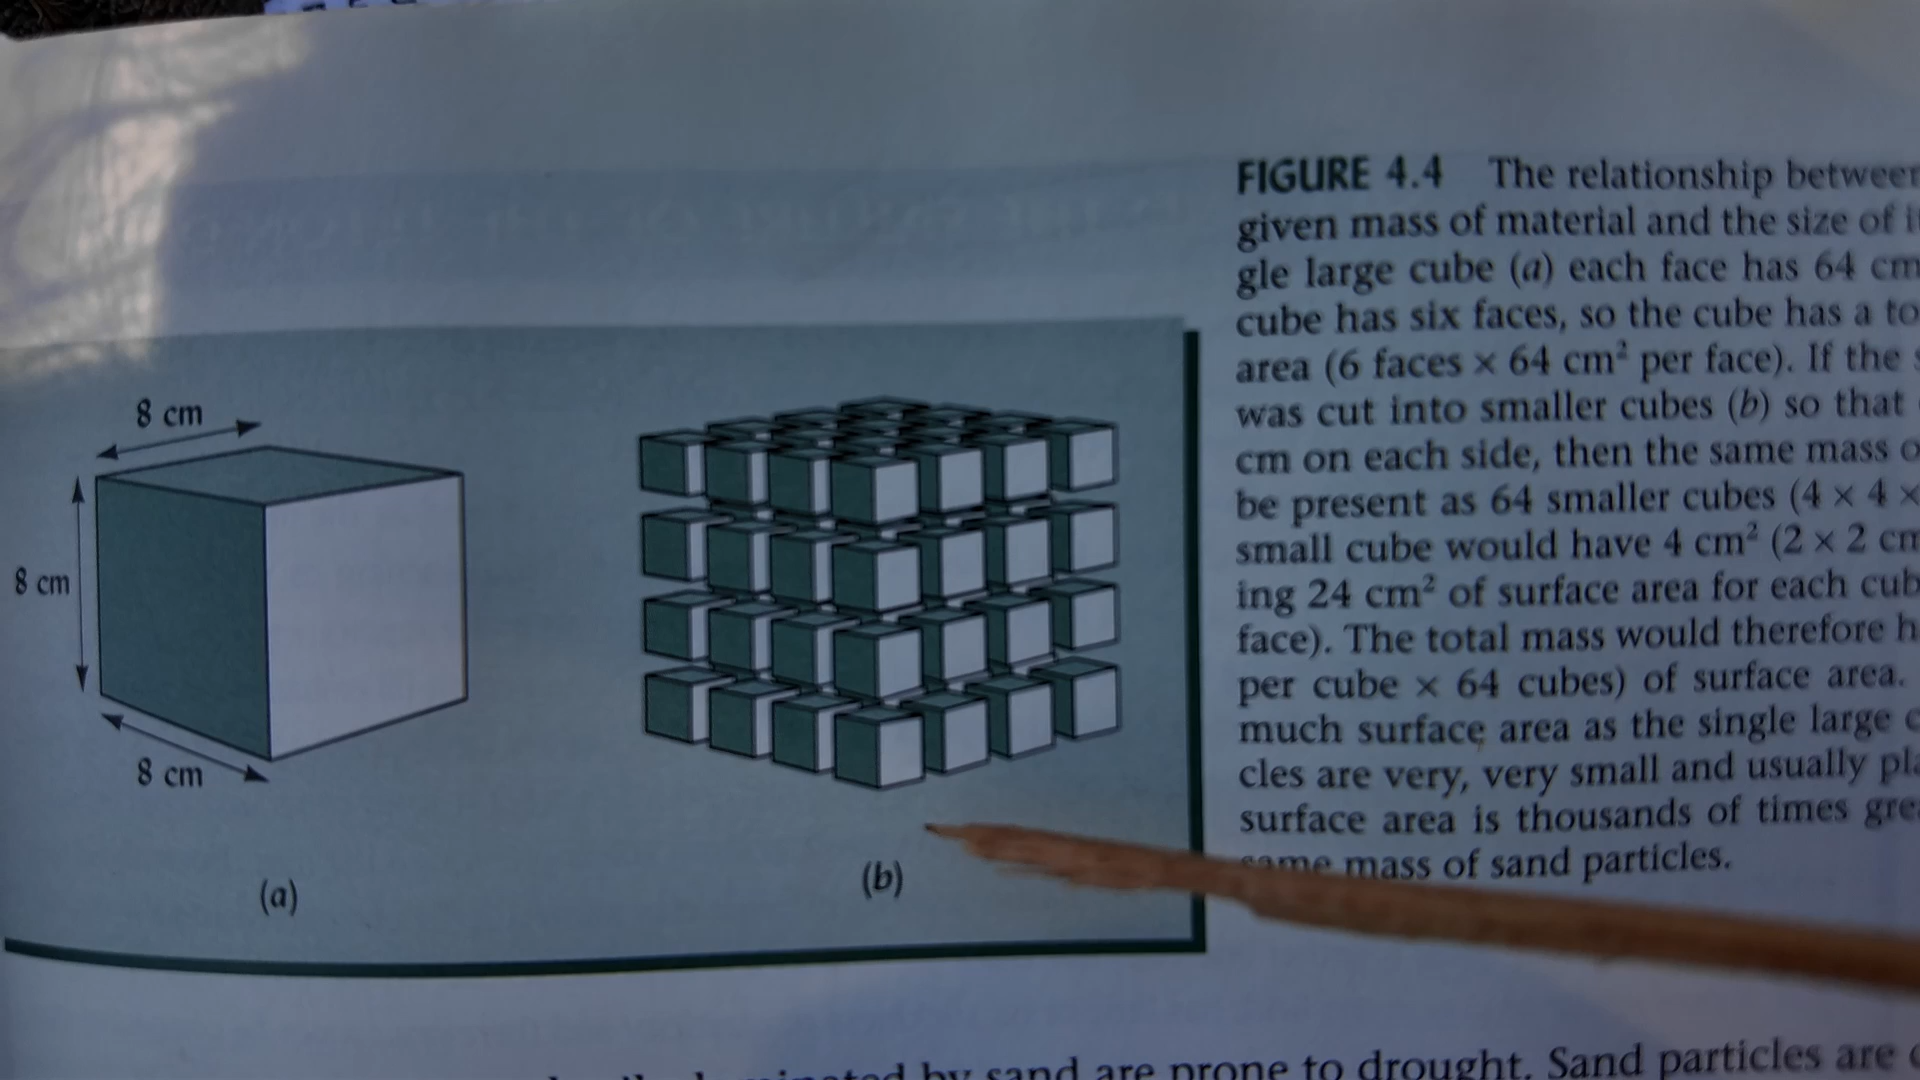 8 cm
8 cm
8 cm
(a)
(b)
FIGURE 4.4 The relationship between
given mass of material and the size of
gle large cube (a) each face has 64 cm
cube has six faces, so the cube has a
area (6 faces × 64 cm² per face). If the
was cut into smaller cubes (b) so that
cm on each side, then the same mass
be present as 64 smaller cubes (4 × 4 ×
small cube would have 4 cm² (2 × 2
ing 24 cm² of surface area for each
face). The total mass would therefore
per cube × 64 cubes) of surface area.
much surface area as the single large
cles are very, very small and usually
surface area is thousands of times
same mass of sand particles.
by sand are prone to drought. Sand particles are